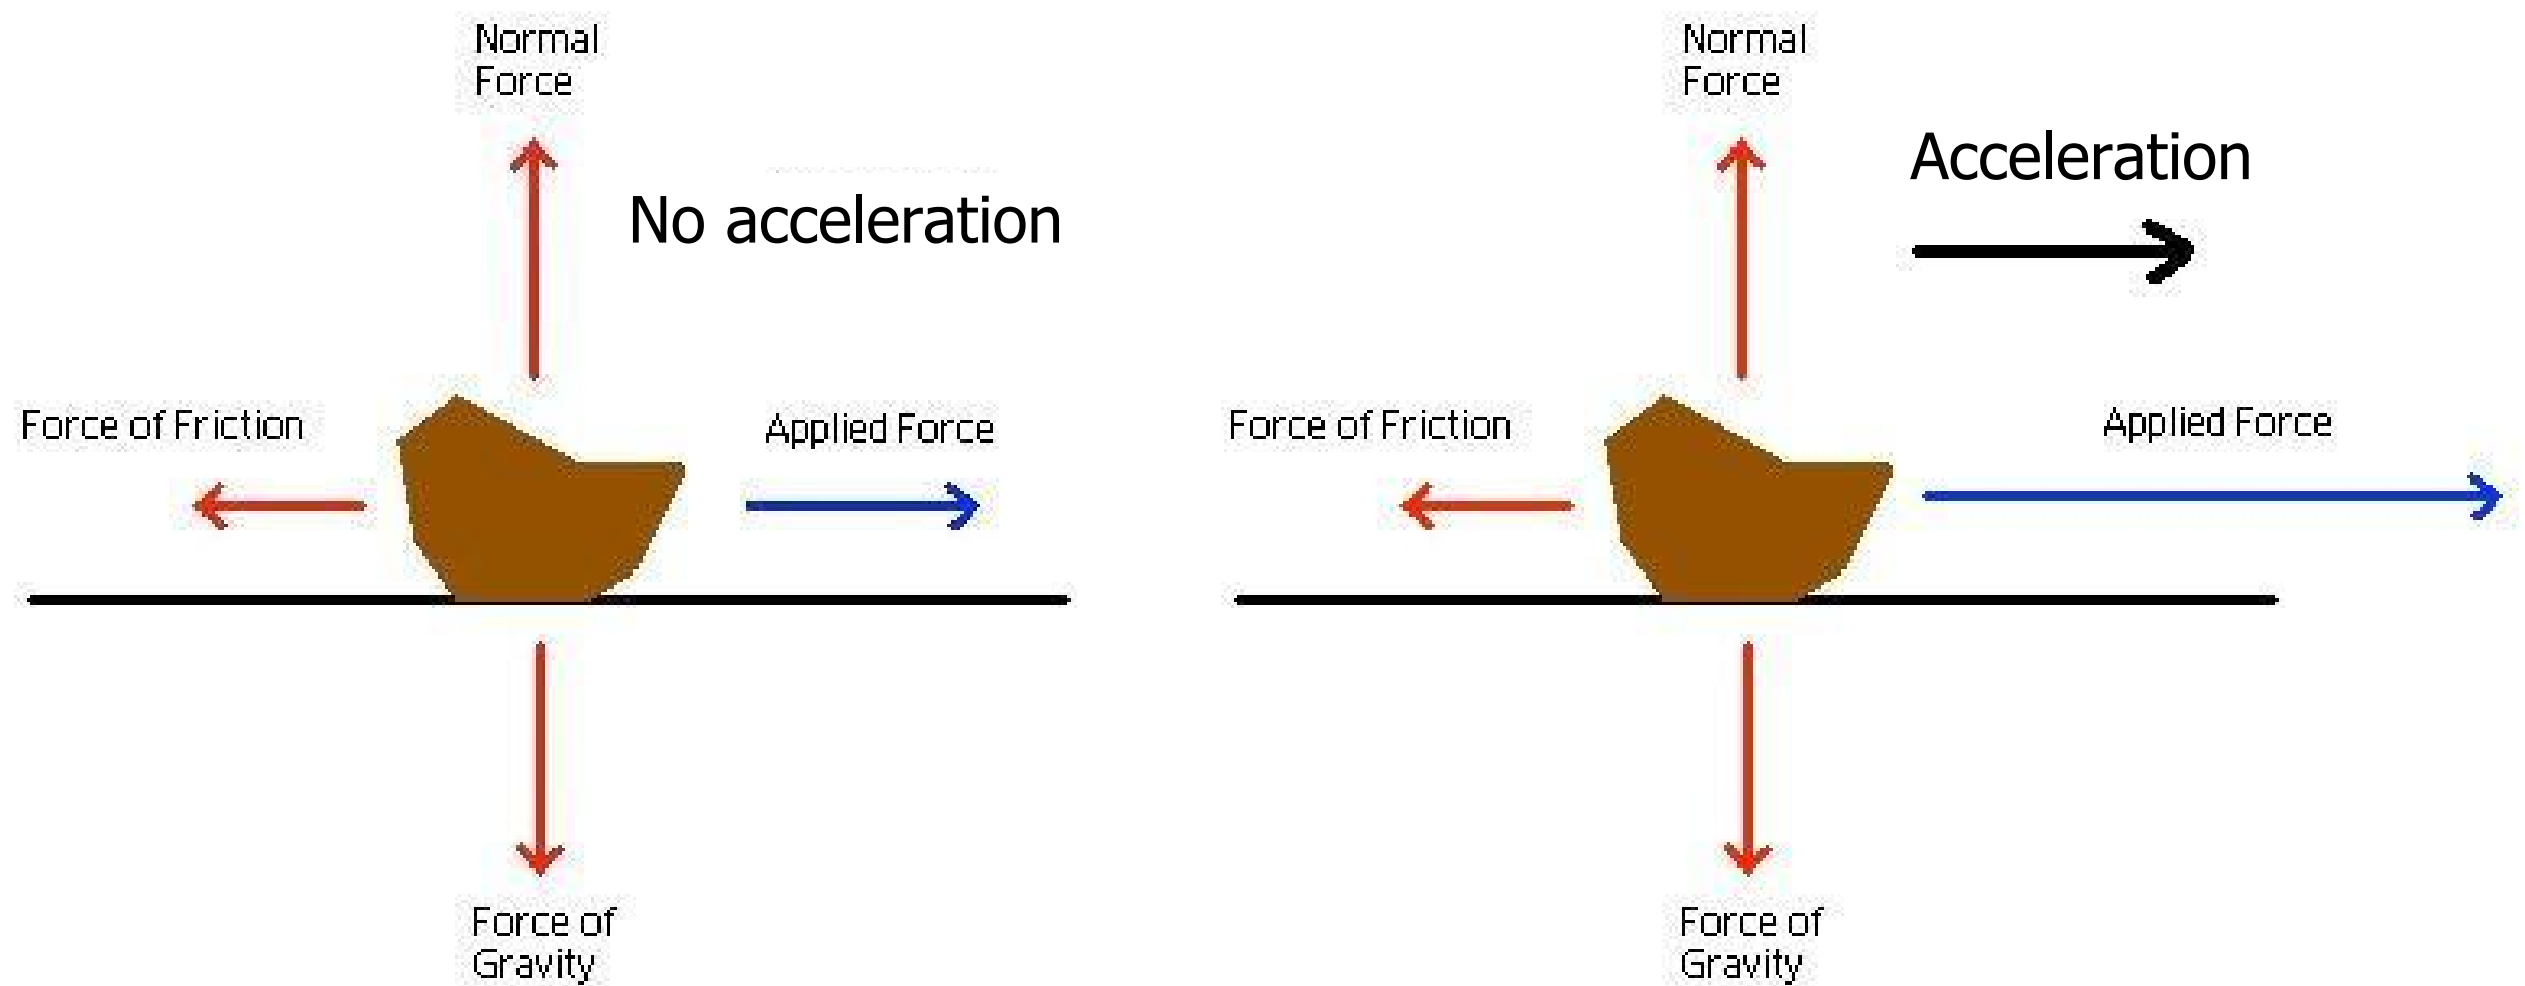 Normal
Force
No acceleration
Force of Friction
Applied Force
Force of
Gravity
Normal
Force
Acceleration
Force of Friction
Applied Force
Force of
Gravity